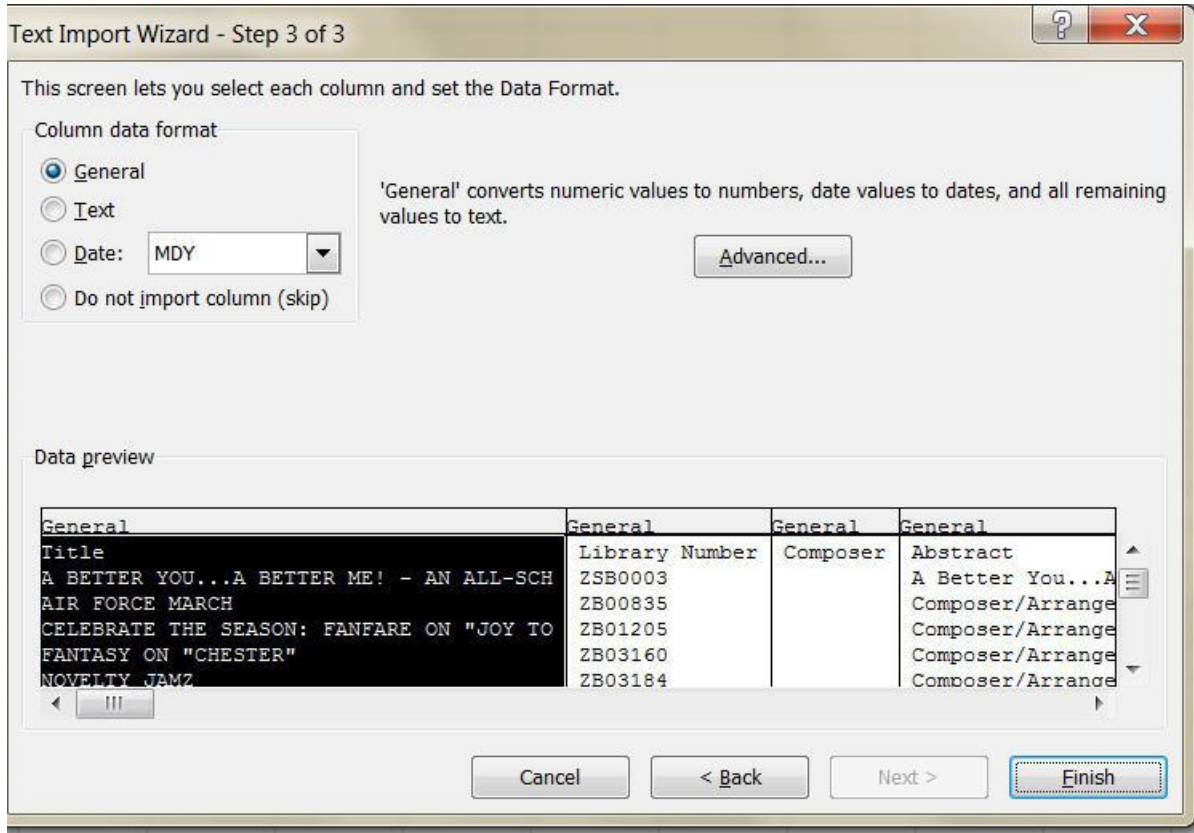 Text Import Wizard - Step 3 of 3
This screen lets you select each column and set the Data Format.
Column data format
General
Text
Date: MDY
Do not import column (skip)
'General' converts numeric values to numbers, date values to dates, and all remaining
values to text.
Advanced...
Data preview
General General General General
Title Library Number Composer Abstract
A BETTER YOU...A BETTER ME! - AN ALL-SCH ZSB0003 A Better You...A
AIR FORCE MARCH ZB00835 Composer/Arrange
CELEBRATE THE SEASON: FANFARE ON "JOY TO ZB01205 Composer/Arrange
FANTASY ON "CHESTER" ZB03160 Composer/Arrange
NOVELTY JAMZ ZB03184 Composer/Arrange
Cancel < Back Next > Finish